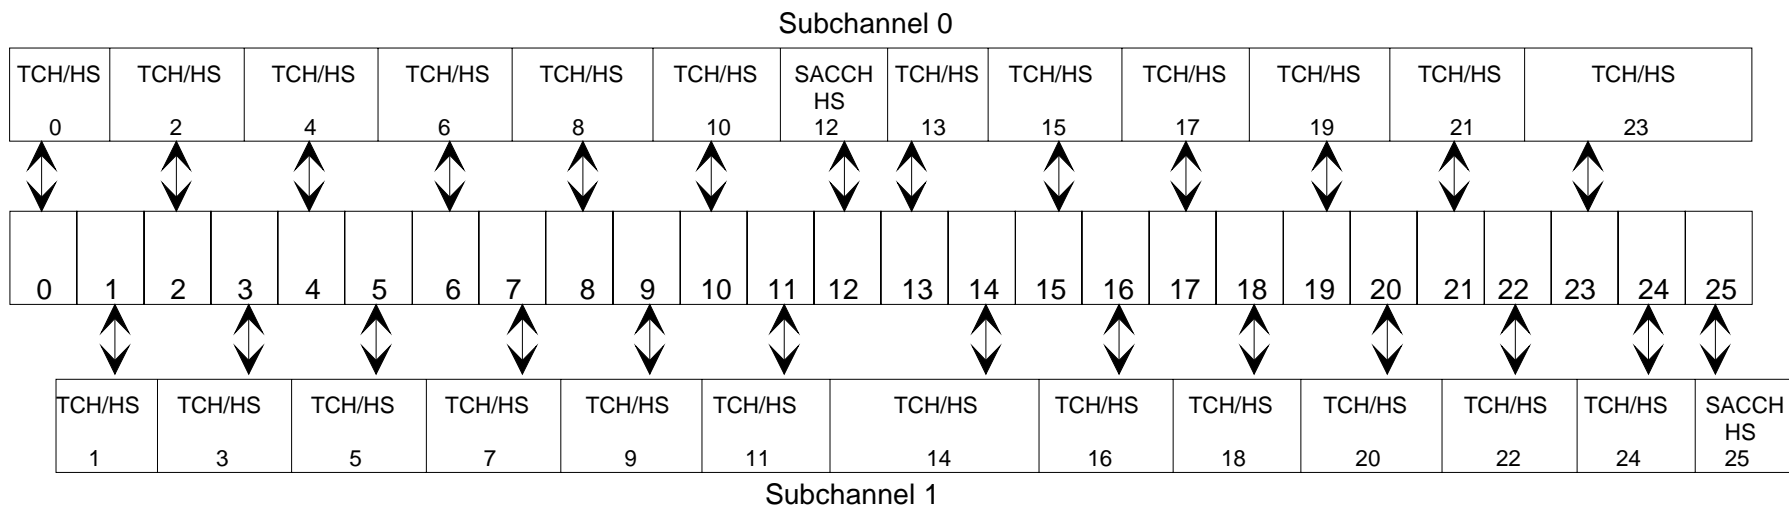 Subchannel 0
TCH/HS TCH/HS TCH/HS TCH/HS TCH/HS TCH/HS SACCH TCH/HS TCH/HS TCH/HS TCH/HS TCH/HS TCH/HS
HS
0 2 4 6 8 10 12 13 15 17 19 21 23
0 1 2 3 4 5 6 7 8 9 10 11 12 13 14 15 16 17 18 19 20 21 22 23 24 25
TCH/HS TCH/HS TCH/HS TCH/HS TCH/HS TCH/HS TCH/HS TCH/HS TCH/HS TCH/HS TCH/HS TCH/HS SACCH
HS
1 3 5 7 9 11 14 16 18 20 22 24 25
Subchannel 1